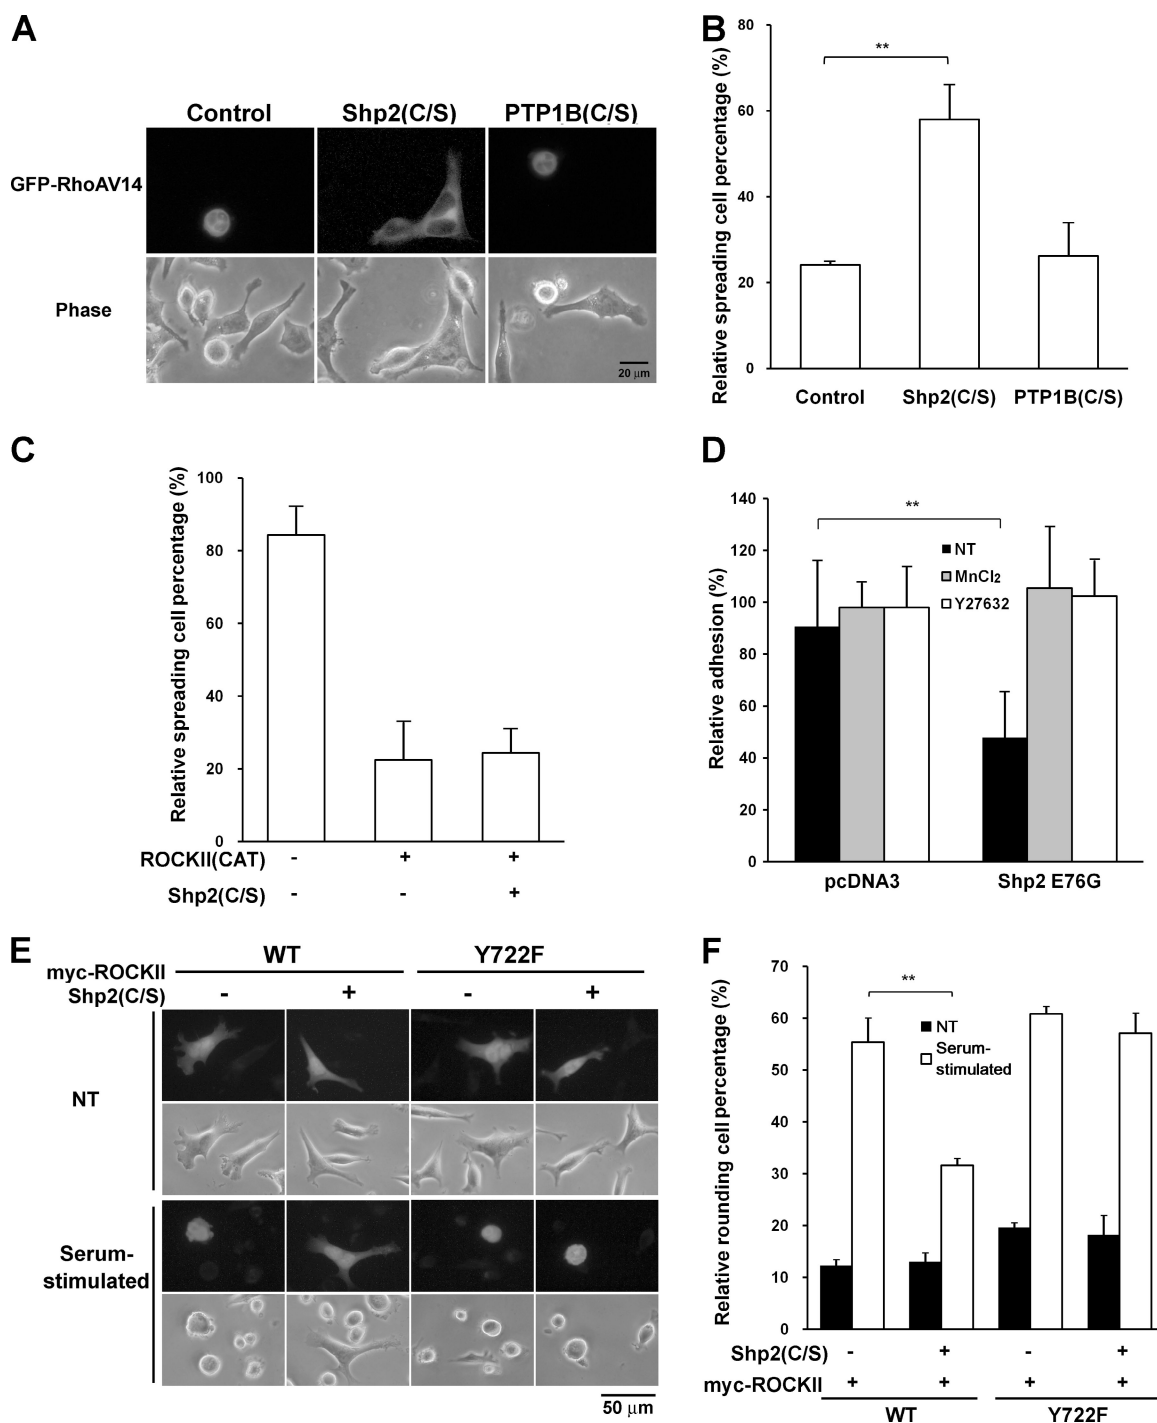 A
Control Shp2(C/S) PTP1B(C/S)
GFP-RhoAV14
Phase
20 μm
B
Relative spreading cell percentage (%)
80
60
40
20
0
**
Control Shp2(C/S) PTP1B(C/S)
C
Relative spreading cell percentage (%)
100
80
60
40
20
0
ROCKII(CAT) - + +
Shp2(C/S) - - +
D
Relative adhesion (%)
140
120
100
80
60
40
20
0
**
NT
MnCl₂
Y27632
pcDNA3 Shp2 E76G
E
WT Y722F
myc-ROCKII
Shp2(C/S) - + - +
NT
Serum-
stimulated
50 μm
F
Relative rounding cell percentage (%)
70
60
50
40
30
20
10
0
**
NT
Serum-
stimulated
Shp2(C/S) - + - +
myc-ROCKII + + + +
WT Y722F